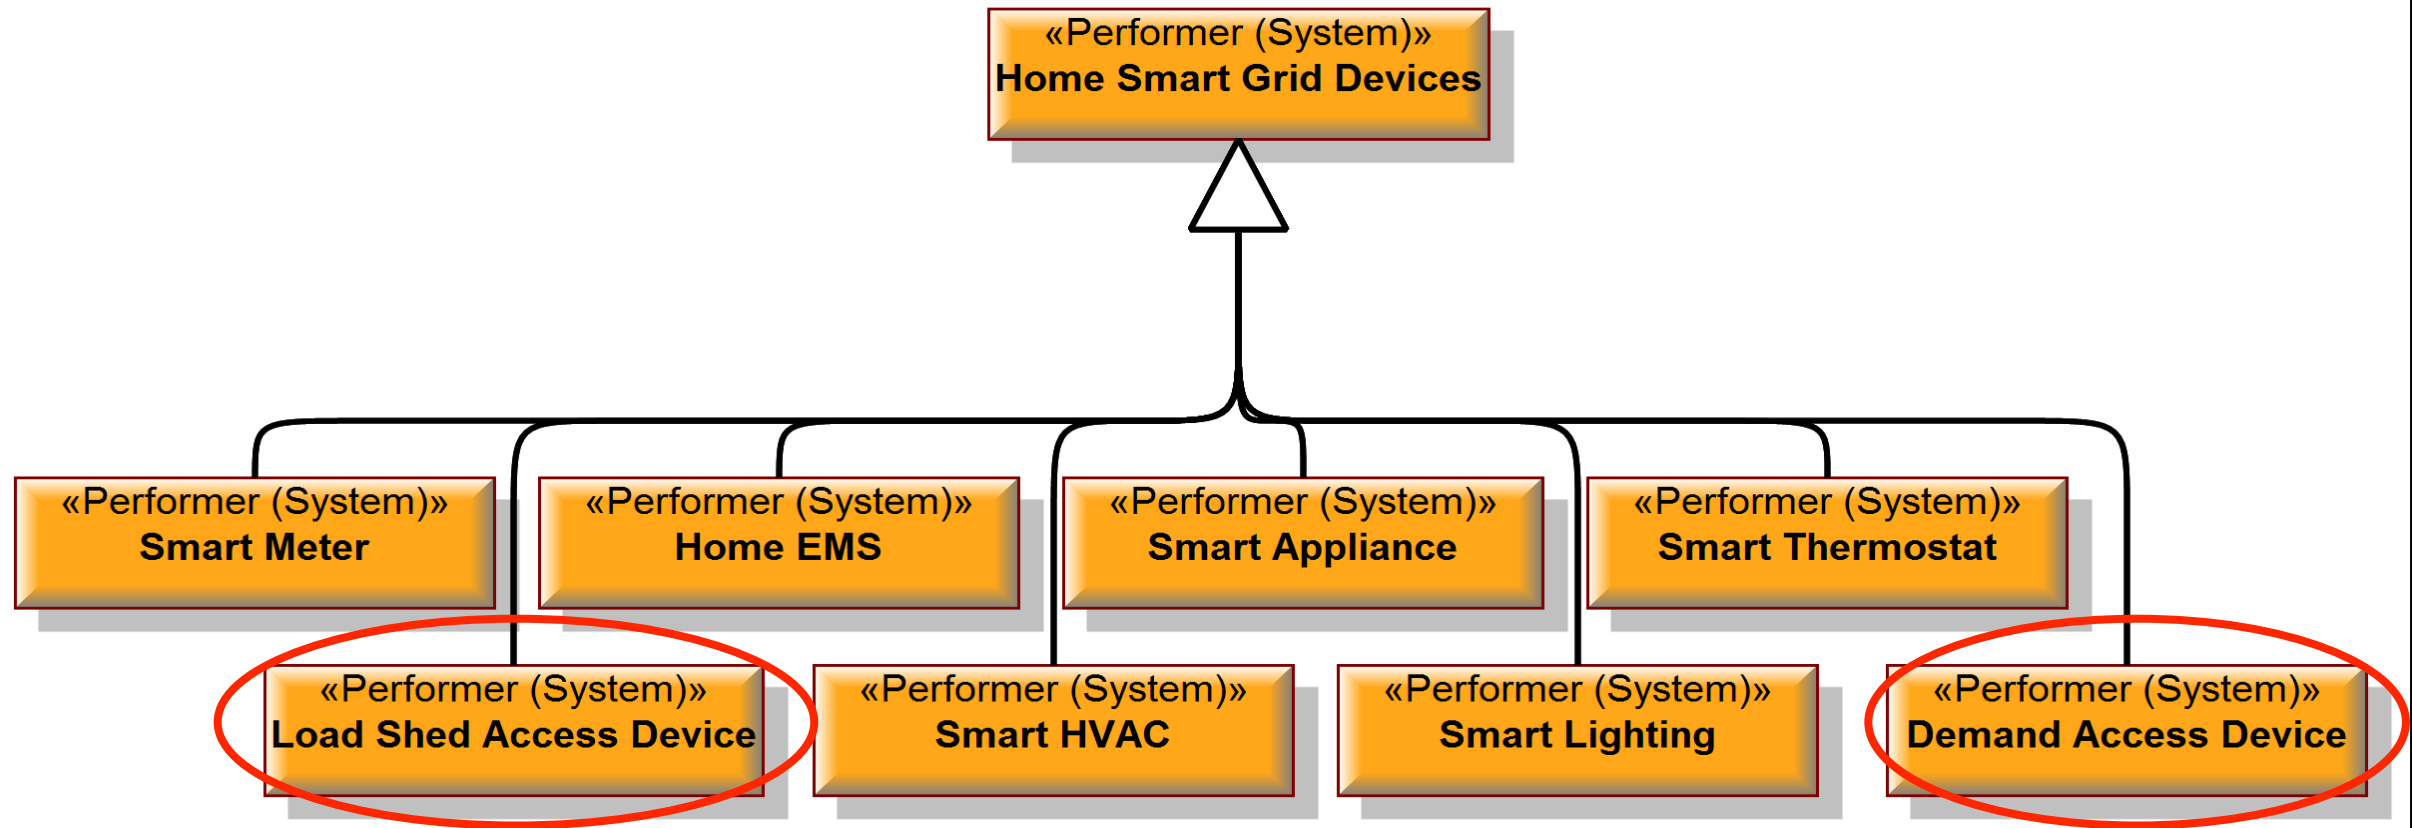 «Performer (System)»
Home Smart Grid Devices
«Performer (System)»
Smart Meter
«Performer (System)»
Home EMS
«Performer (System)»
Smart Appliance
«Performer (System)»
Smart Thermostat
«Performer (System)»
Load Shed Access Device
«Performer (System)»
Smart HVAC
«Performer (System)»
Smart Lighting
«Performer (System)»
Demand Access Device